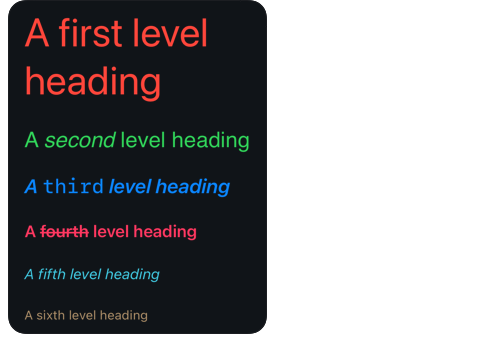 A first level
heading
A second level heading
A third level heading
A fourth level heading
A fifth level heading
A sixth level heading